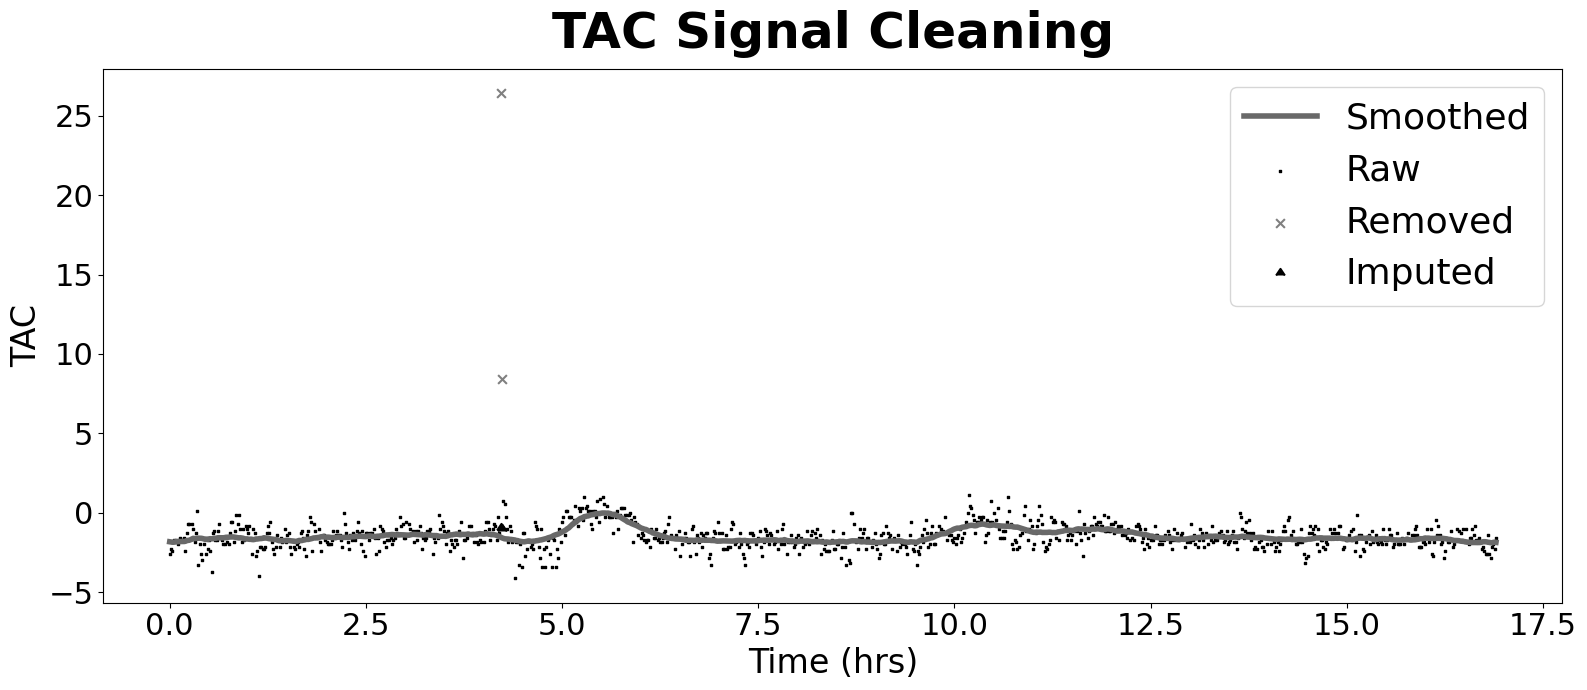 TAC Signal Cleaning
25
20
15
10
5
0
−5
TAC
Smoothed
Raw
Removed
Imputed
0.0 2.5 5.0 7.5 10.0 12.5 15.0 17.5
Time (hrs)